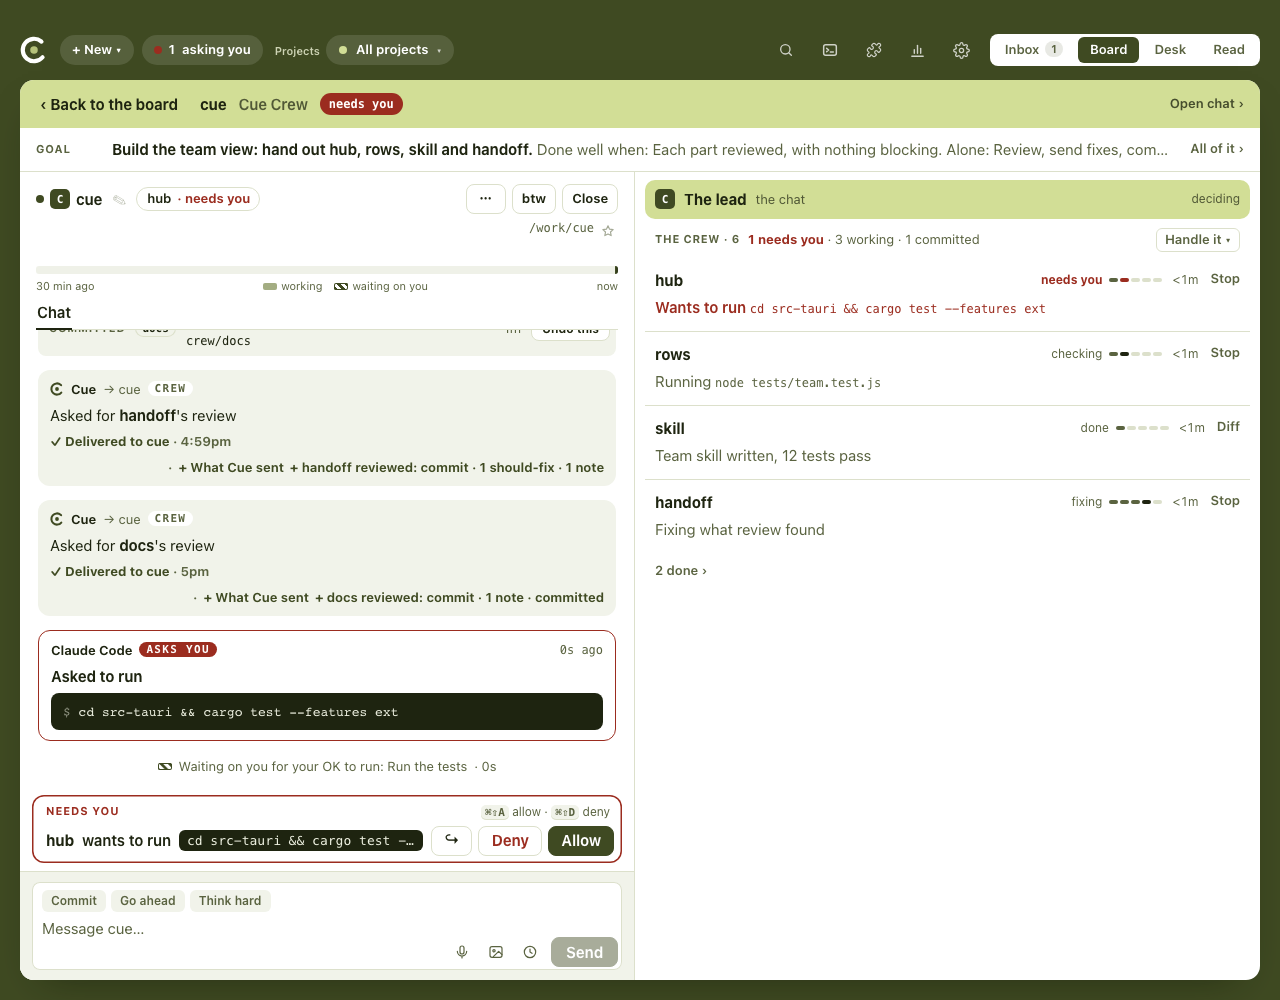 + New ▾
1 asking you
Projects
All projects ▾
Inbox 1
Board
Desk
Read
‹ Back to the board
cue Cue Crew needs you
Open chat ›
GOAL
Build the team view: hand out hub, rows, skill and handoff. Done well when: Each part reviewed, with nothing blocking. Alone: Review, send fixes, com…
All of it ›
C cue
hub · needs you
···
btw
Close
/work/cue
30 min ago
working
waiting on you
now
Chat
crew/docs
Cue → cue CREW
Asked for handoff's review
✓ Delivered to cue · 4:59pm
· + What Cue sent + handoff reviewed: commit · 1 should-fix · 1 note
Cue → cue CREW
Asked for docs's review
✓ Delivered to cue · 5pm
· + What Cue sent + docs reviewed: commit · 1 note · committed
Claude Code ASKS YOU
0s ago
Asked to run
$ cd src-tauri && cargo test --features ext
Waiting on you for your OK to run: Run the tests · 0s
NEEDS YOU
⌘⇧A allow · ⌘⇧D deny
hub wants to run cd src-tauri && cargo test -…
↪
Deny
Allow
Commit
Go ahead
Think hard
Message cue…
Send
C The lead the chat
deciding
THE CREW · 6 1 needs you · 3 working · 1 committed
Handle it ▾
hub
needs you <1m Stop
Wants to run cd src-tauri && cargo test --features ext
rows
checking <1m Stop
Running node tests/team.test.js
skill
done <1m Diff
Team skill written, 12 tests pass
handoff
fixing <1m Stop
Fixing what review found
2 done ›